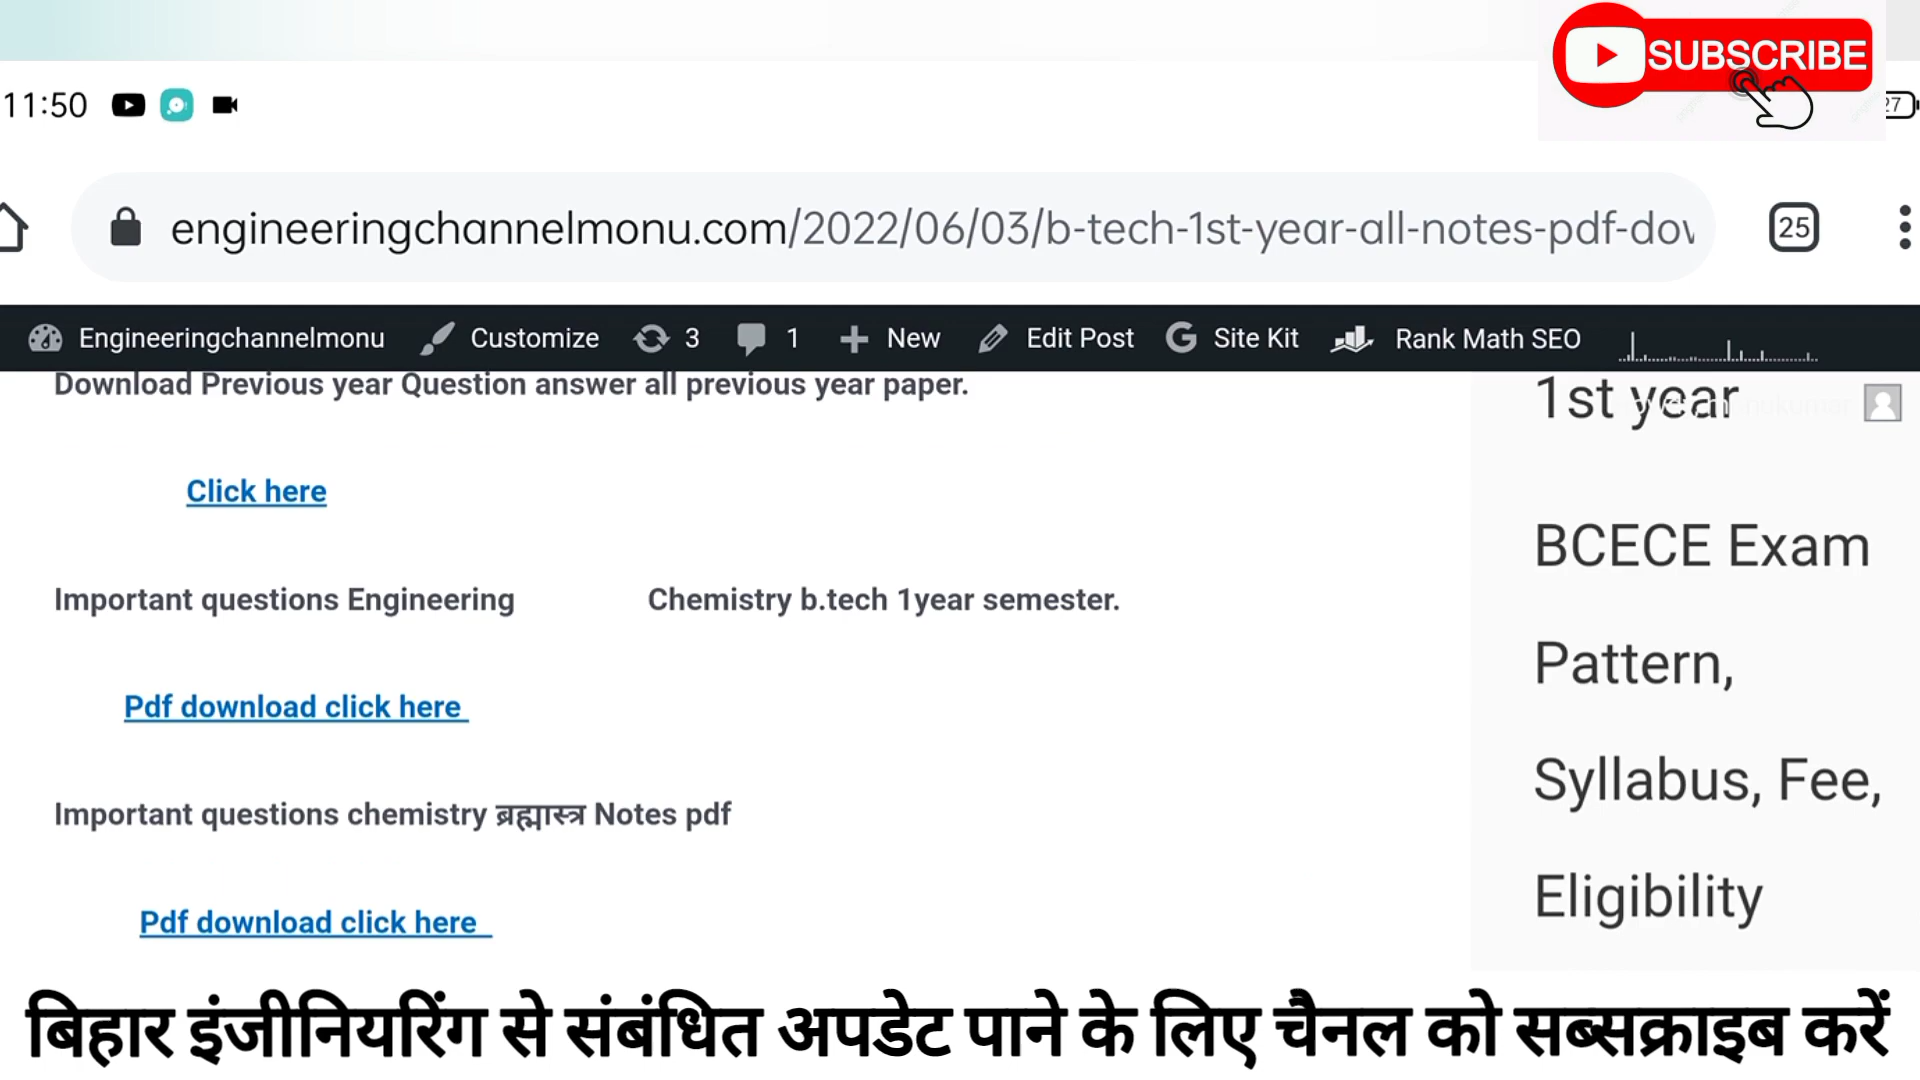 SUBSCRIBE
11:50
27
engineeringchannelmonu.com/2022/06/03/b-tech-1st-year-all-notes-pdf-dov
25
Engineeringchannelmonu Customize 3 1 New Edit Post Site Kit Rank Math SEO
Download Previous year Question answer all previous year paper.
Click here
Important questions Engineering Chemistry b.tech 1year semester.
Pdf download click here
Important questions chemistry ब्रह्मास्त्र Notes pdf
Pdf download click here
1st year
BCECE Exam
Pattern,
Syllabus, Fee,
Eligibility
बिहार इंजीनियरिंग से संबंधित अपडेट पाने के लिए चैनल को सब्सक्राइब करें